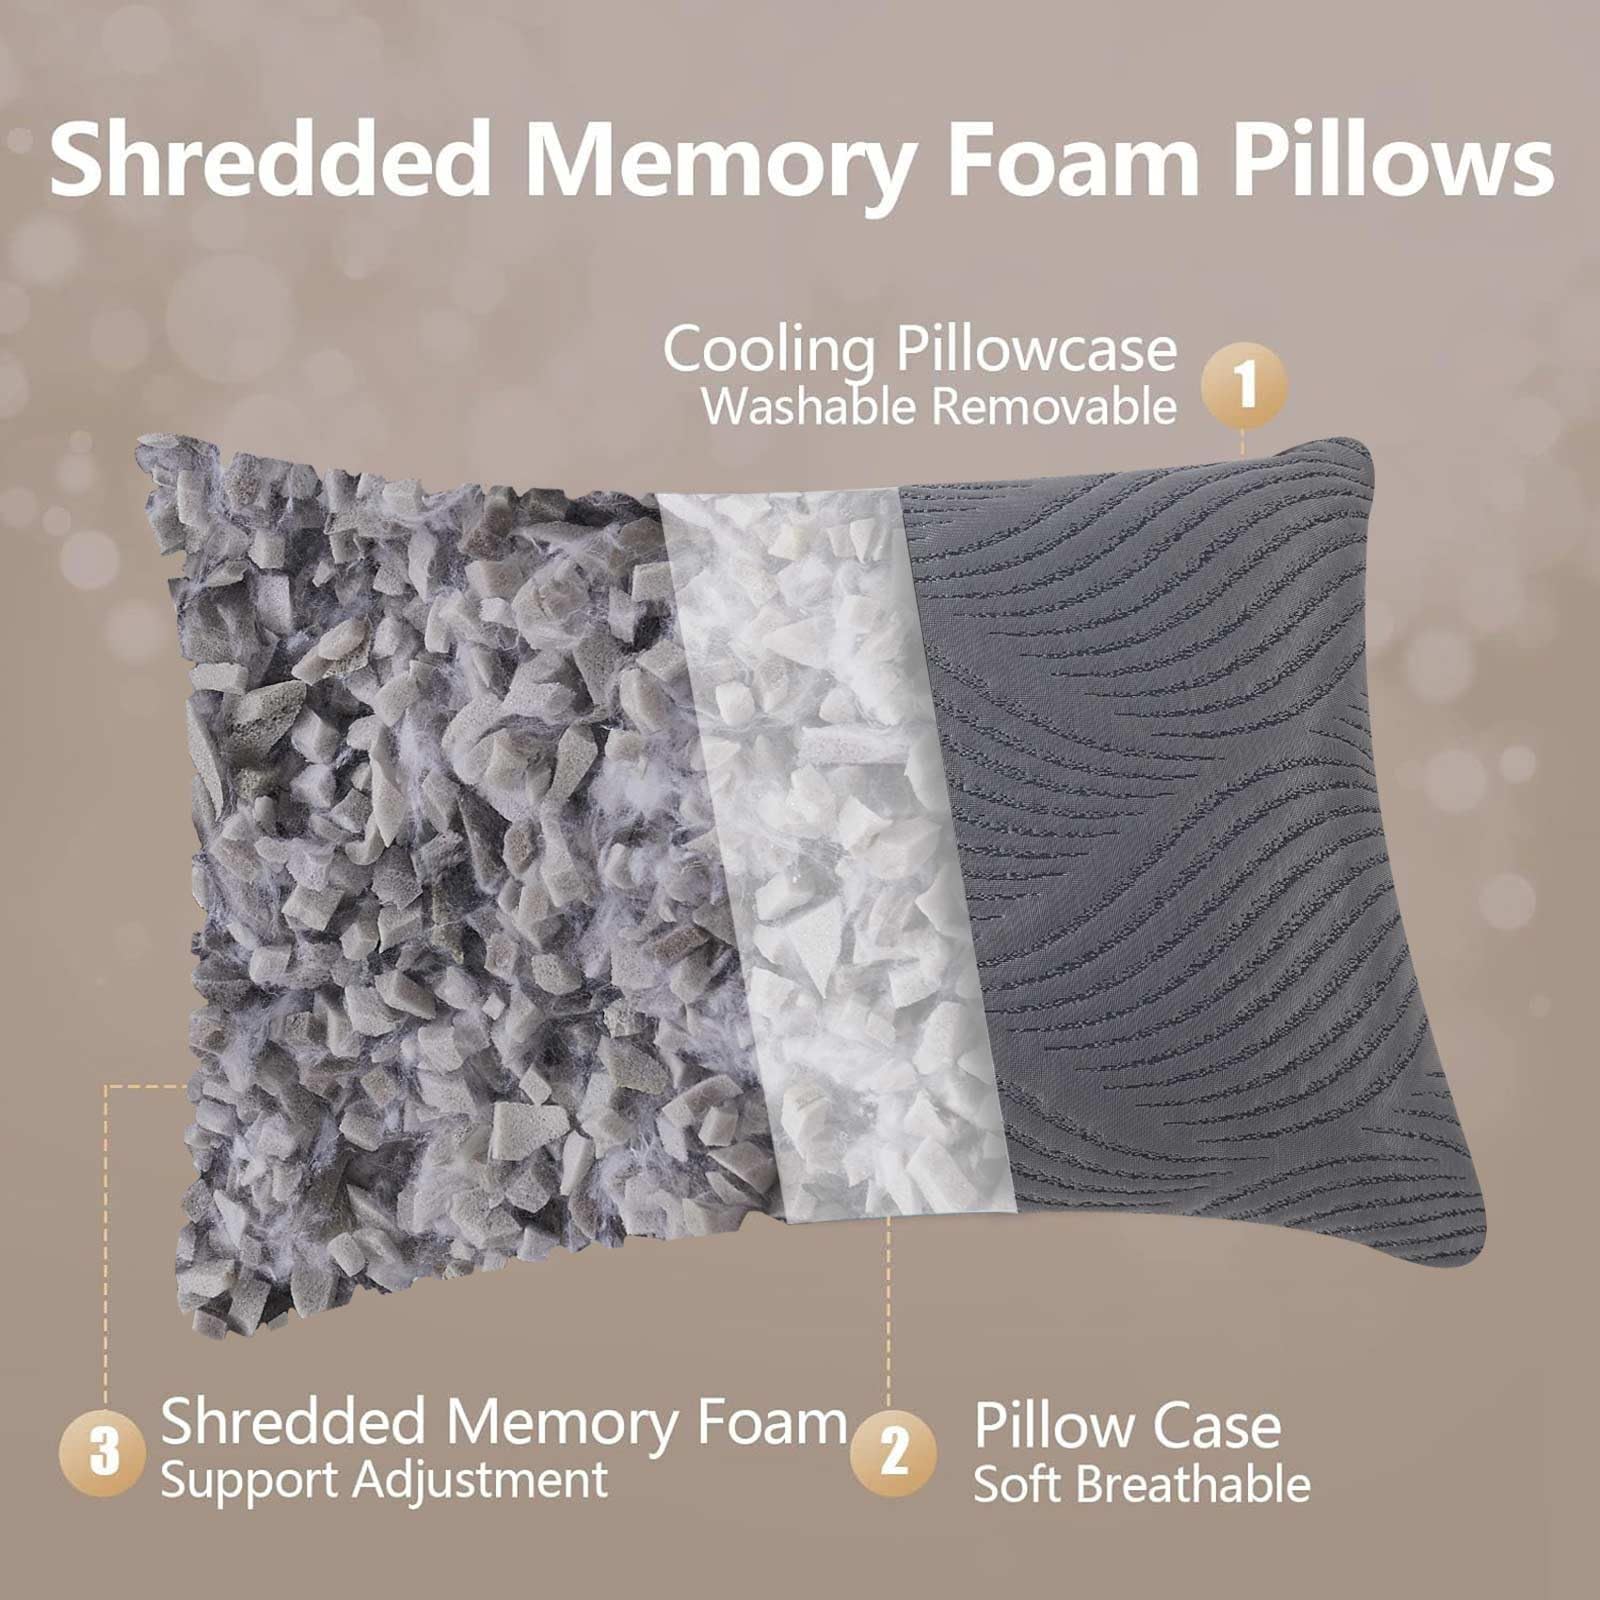 Shredded Memory Foam Pillows
Cooling Pillowcase
Washable Removable
1
3
Shredded Memory Foam
Support Adjustment
2
Pillow Case
Soft Breathable